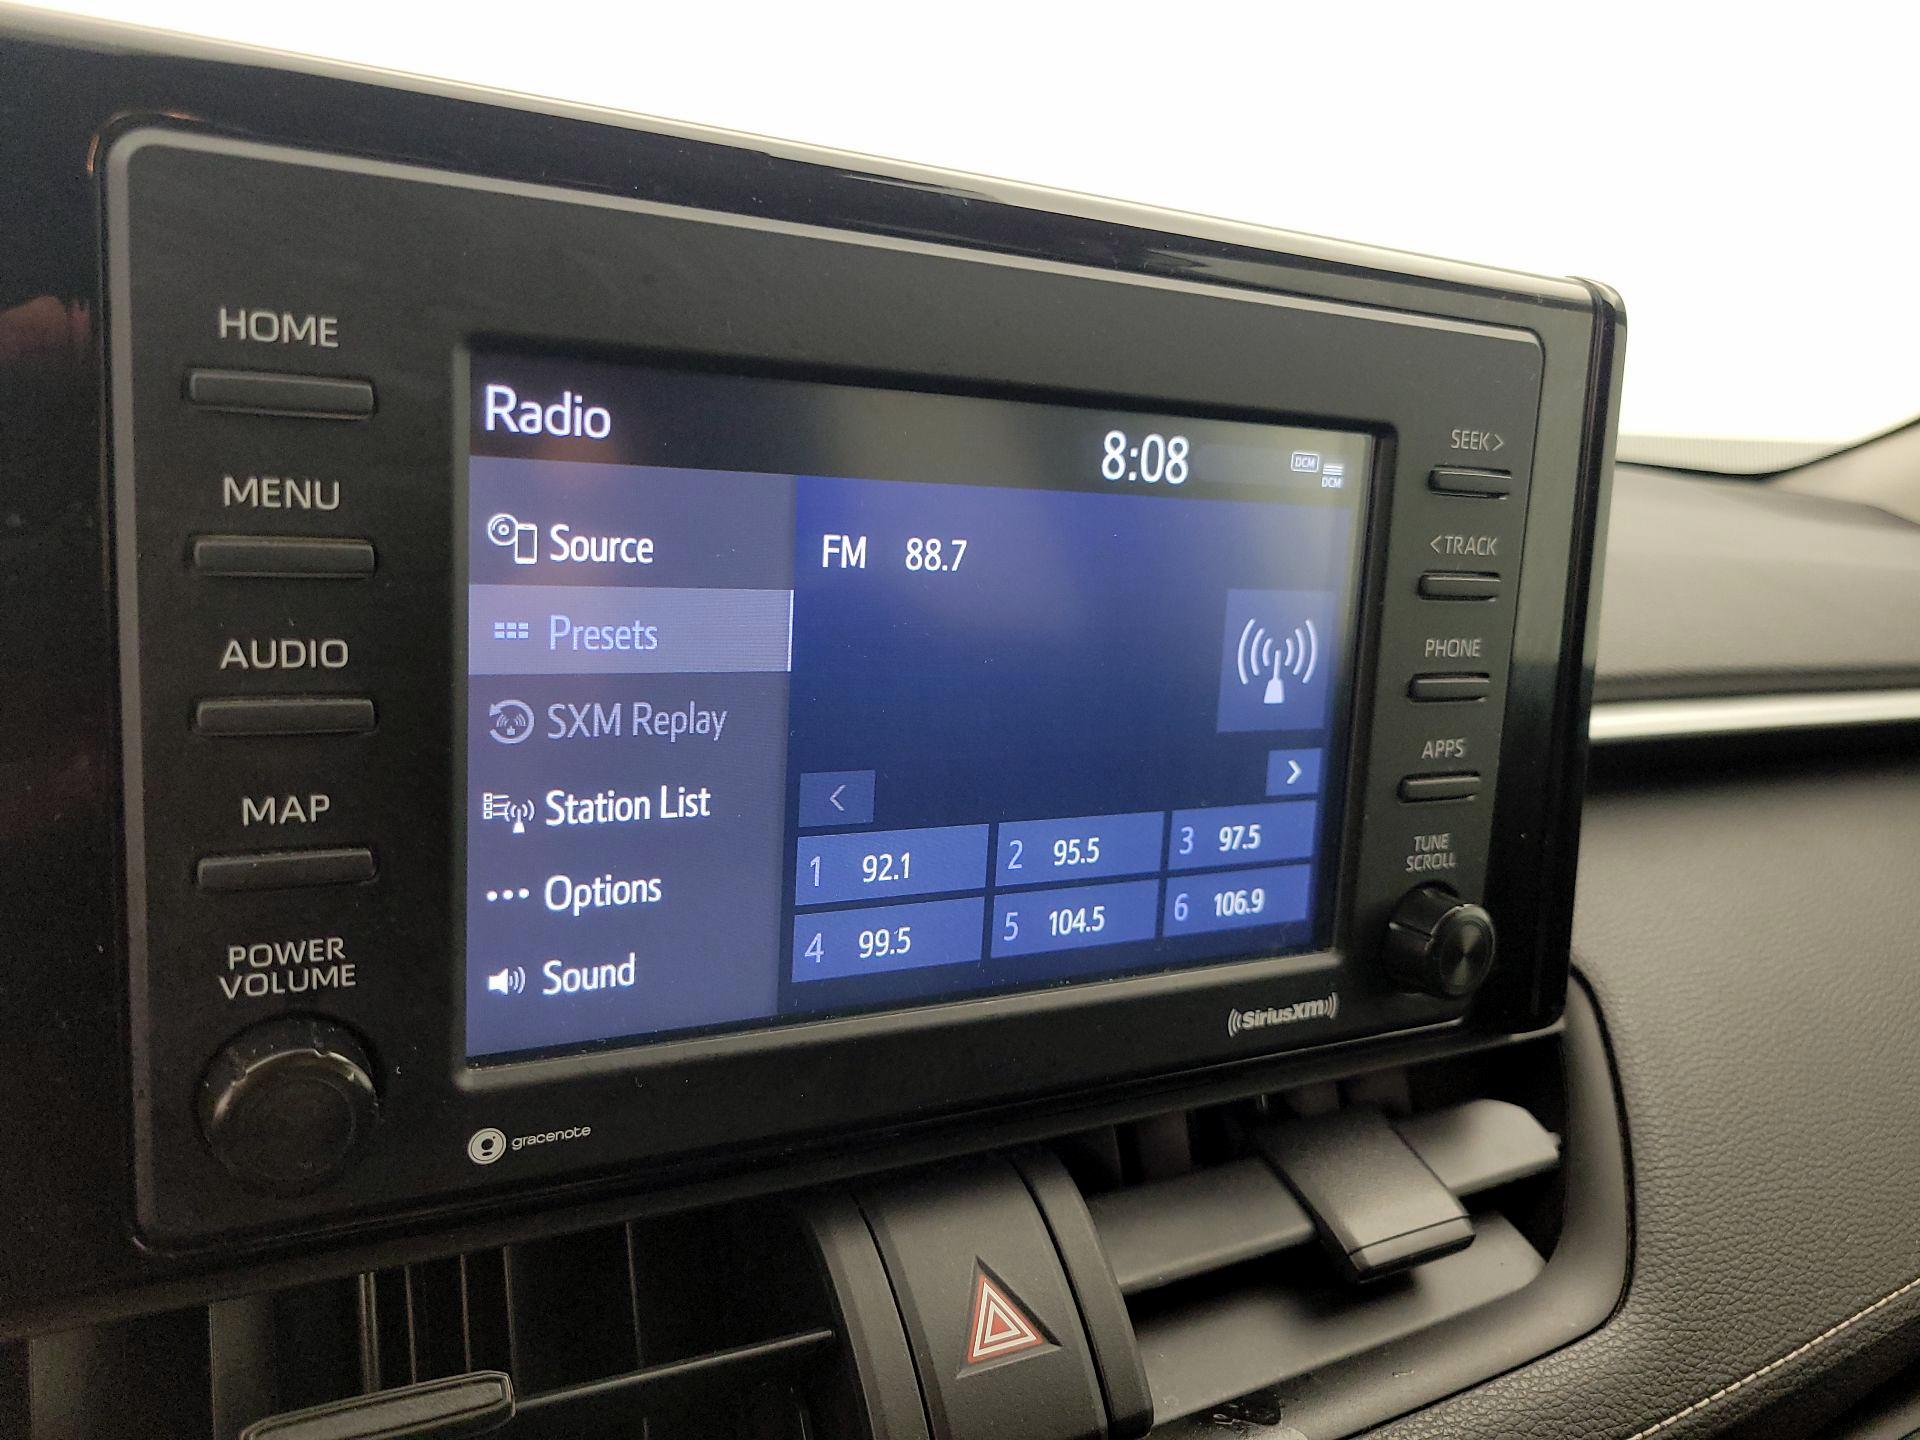 HOME
MENU
AUDIO
MAP
POWER
VOLUME
Radio
8:08
DCM
DCM
Source
Presets
SXM Replay
Station List
Options
Sound
FM 88.7
<
>
1 92.1
2 95.5
3 97.5
4 99.5
5 104.5
6 106.9
SEEK>
<TRACK
PHONE
APPS
TUNE
SCROLL
SiriusXM
gracenote